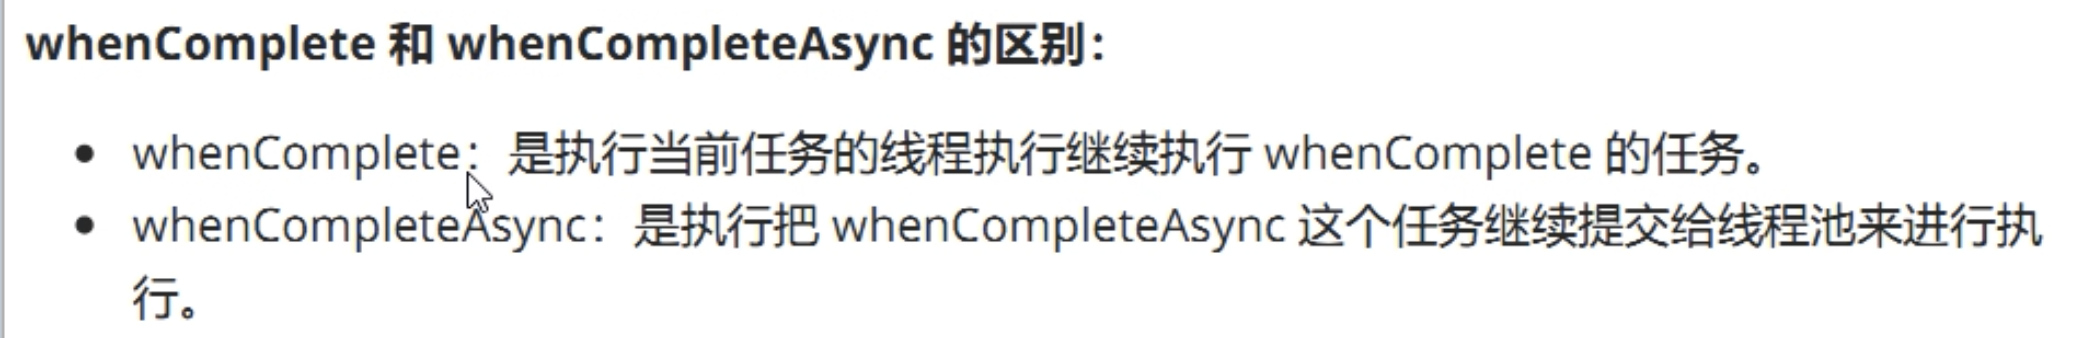 whenComplete 和 whenCompleteAsync 的区别：
whenComplete：是执行当前任务的线程执行继续执行 whenComplete 的任务。
whenCompleteAsync：是执行把 whenCompleteAsync 这个任务继续提交给线程池来进行执
行。